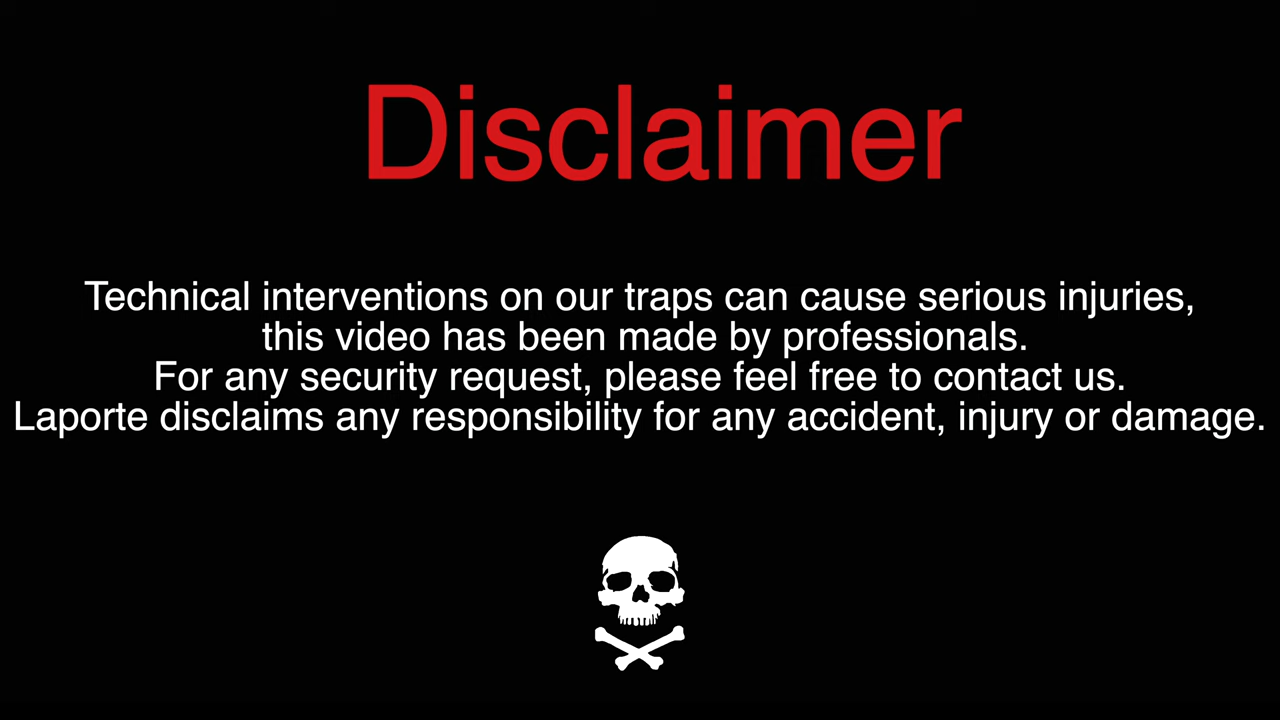 Disclaimer
Technical interventions on our traps can cause serious injuries,
this video has been made by professionals.
For any security request, please feel free to contact us.
Laporte disclaims any responsibility for any accident, injury or damage.